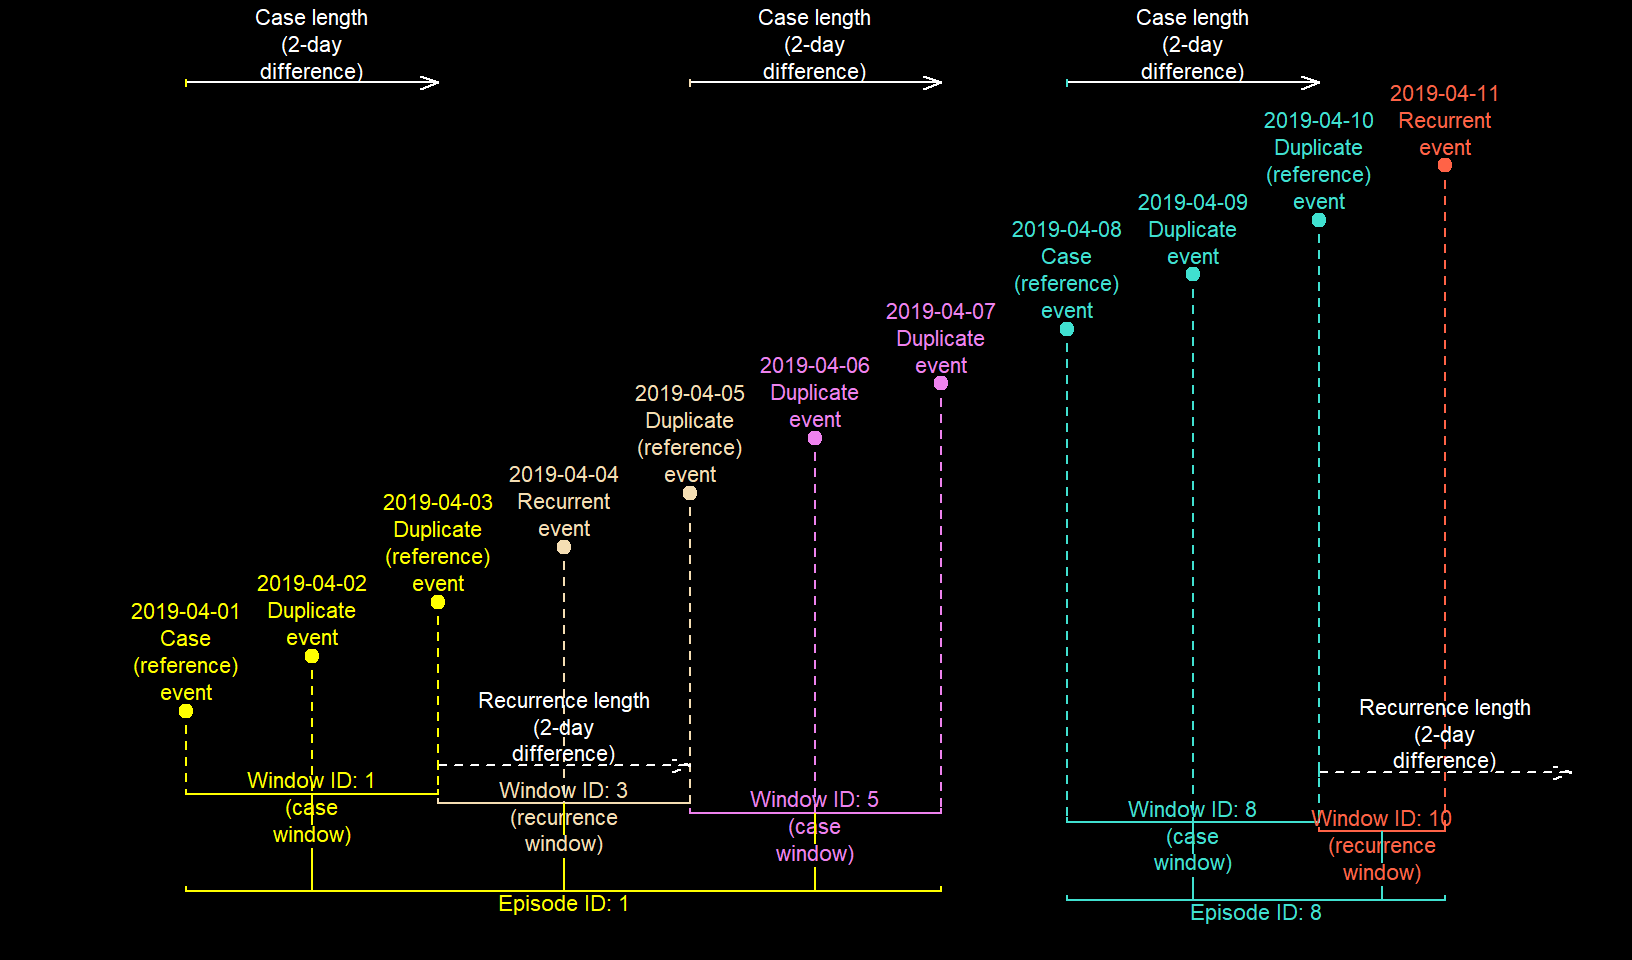 Case length
(2-day
difference)
Case length
(2-day
difference)
Case length
(2-day
difference)
2019-04-01
Case
(reference)
event
2019-04-02
Duplicate
event
2019-04-03
Duplicate
(reference)
event
2019-04-04
Recurrent
event
2019-04-05
Duplicate
(reference)
event
2019-04-06
Duplicate
event
2019-04-07
Duplicate
event
2019-04-08
Case
(reference)
event
2019-04-09
Duplicate
event
2019-04-10
Duplicate
(reference)
event
2019-04-11
Recurrent
event
Recurrence length
(2-day
difference)
Recurrence length
(2-day
difference)
Window ID: 1
(case
window)
Window ID: 3
(recurrence
window)
Window ID: 5
(case
window)
Window ID: 8
(case
window)
Window ID: 10
(recurrence
window)
Episode ID: 1
Episode ID: 8